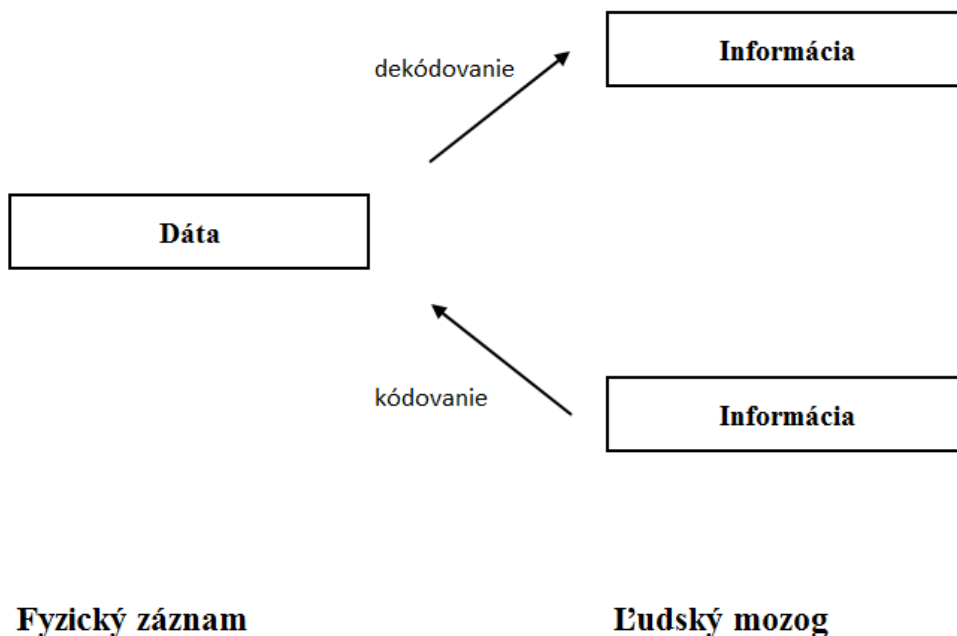 Informácia
dekódovanie
Dáta
kódovanie
Informácia
Fyzický záznam
Ľudský mozog